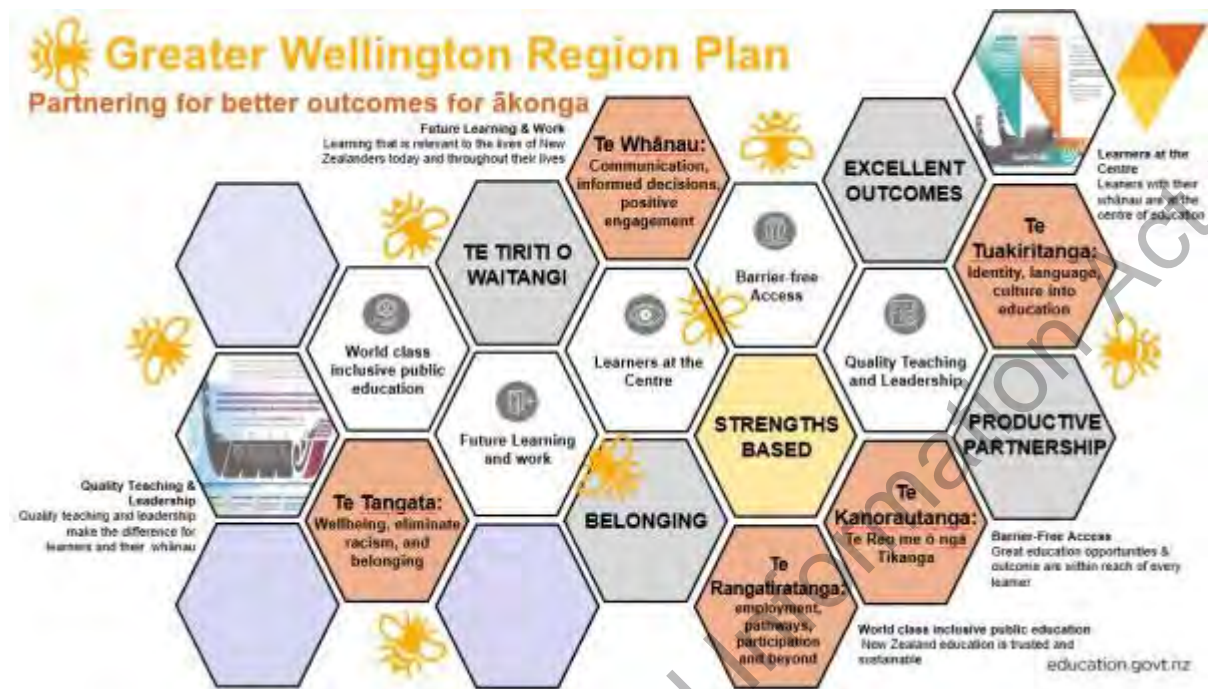 Greater Wellington Region Plan
Partnering for better outcomes for ākonga
Future Learning & Work
Learning that is relevant to the lives of New
Zealanders today and throughout their lives
Te Whānau:
Communication,
informed decisions,
positive
engagement
EXCELLENT
OUTCOMES
Learners at the
Centre
Learners with their
whānau are at the
centre of education
TE TIRITI O
WAITANGI
Barrier-free
Access
Te
Tuakiritanga:
Identity, language,
culture into
education
World class
inclusive public
education
Learners at the
Centre
Quality Teaching
and Leadership
Future Learning
and work
STRENGTHS
BASED
PRODUCTIVE
PARTNERSHIP
Quality Teaching &
Leadership
Quality teaching and leadership
make the difference for
learners and their whānau
Te Tangata:
Wellbeing, eliminate
racism, and
belonging
BELONGING
Te
Kanorautanga:
Te Reo me ō ngā
Tikanga
Barrier-Free Access
Great education opportunities &
outcome are within reach of every
learner
Te
Rangatiratanga:
employment,
pathways,
participation
and beyond
World class inclusive public education
New Zealand education is trusted and
sustainable
education.govt.nz
Information Act